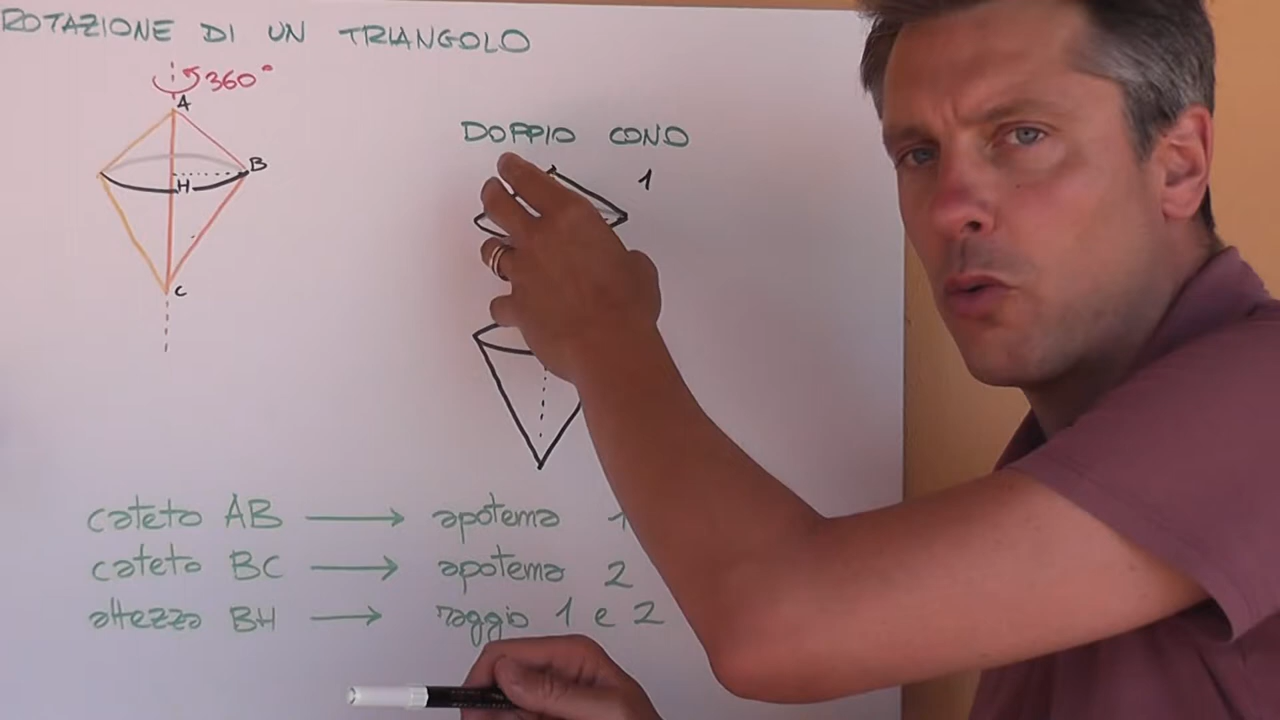 ROTAZIONE DI UN TRIANGOLO
360°
A
B
H
C
DOPPIO CONO
1
cateto AB → apotema 1
cateto BC → apotema 2
altezza BH → raggio 1 e 2